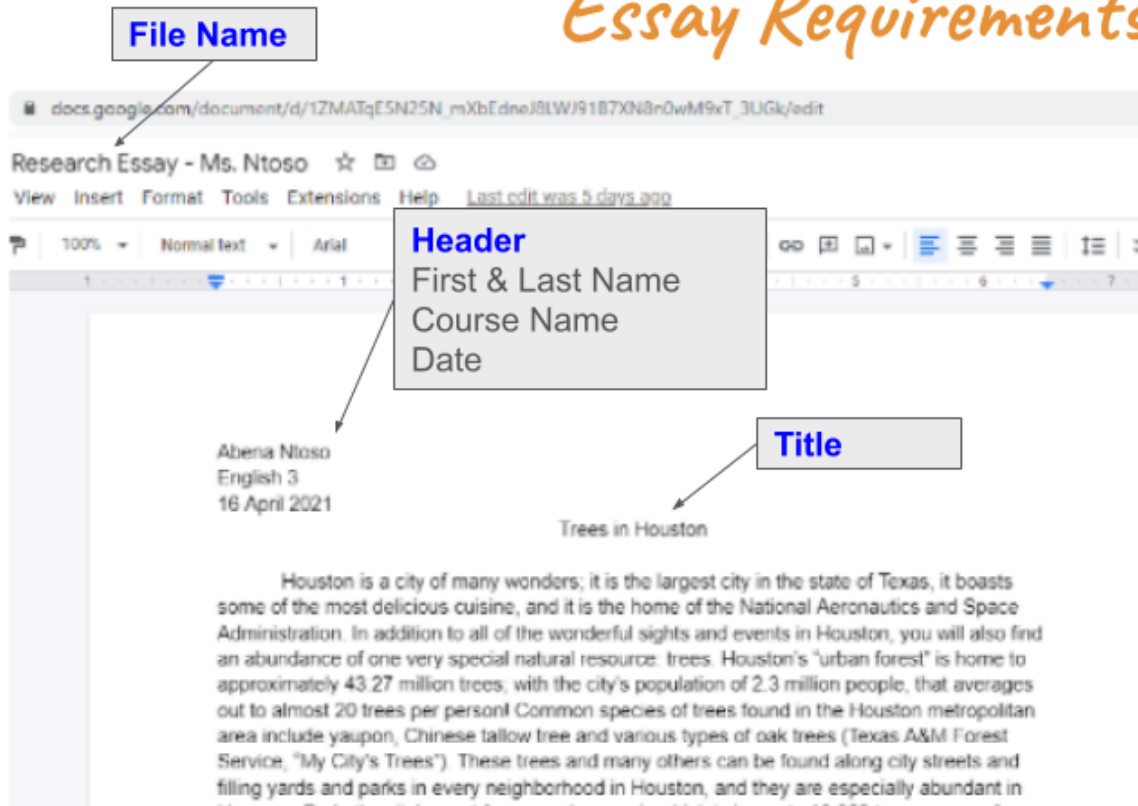 Essay Requirements
File Name
docs.google.com/document/d/1ZMATqE5N25N_mXbEdneJ8LWJ91B7XN8n0wM9xT_3UGk/edit
Research Essay - Ms. Ntoso
View Insert Format Tools Extensions Help Last edit was 5 days ago
100% Normal text Arial
Header
First & Last Name
Course Name
Date
1 1 5 6 7
Abena Ntoso
English 3
16 April 2021
Title
Trees in Houston
Houston is a city of many wonders; it is the largest city in the state of Texas, it boasts
some of the most delicious cuisine, and it is the home of the National Aeronautics and Space
Administration. In addition to all of the wonderful sights and events in Houston, you will also find
an abundance of one very special natural resource: trees. Houston's "urban forest" is home to
approximately 43.27 million trees; with the city's population of 2.3 million people, that averages
out to almost 20 trees per person! Common species of trees found in the Houston metropolitan
area include yaupon, Chinese tallow tree and various types of oak trees (Texas A&M Forest
Service, "My City's Trees"). These trees and many others can be found along city streets and
filling yards and parks in every neighborhood in Houston, and they are especially abundant in